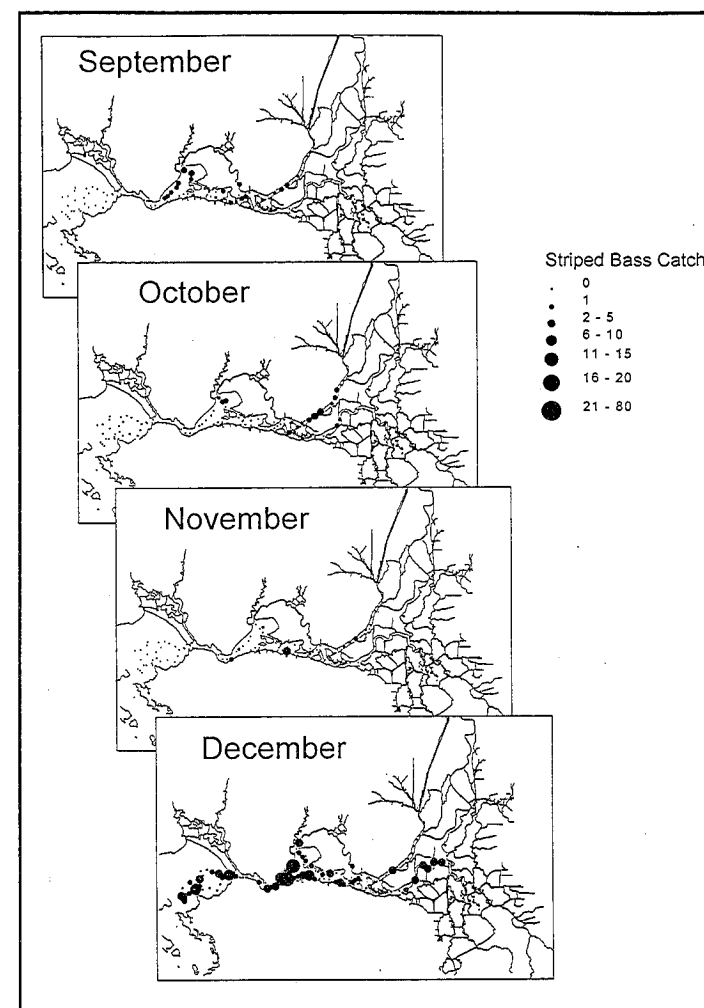 September
October
November
December
Striped Bass Catch
0
1
2 - 5
6 - 10
11 - 15
16 - 20
21 - 80